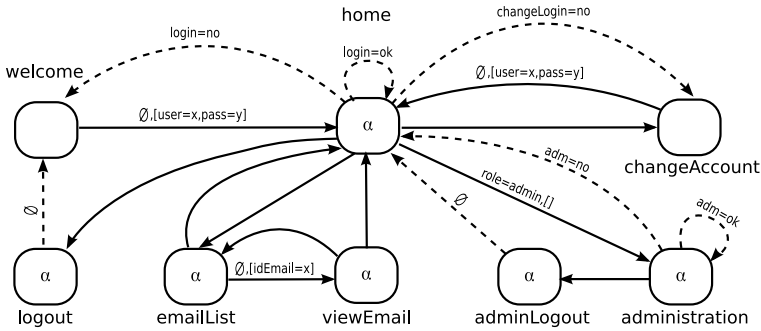 home
login=no
changeLogin=no
login=ok
welcome
∅,[user=x,pass=y]
∅,[user=x,pass=y]
α
changeAccount
adm=no
role=admin,[]
∅
∅
adm=ok
α
α
∅,[idEmail=x]
α
α
α
logout
emailList
viewEmail
adminLogout
administration